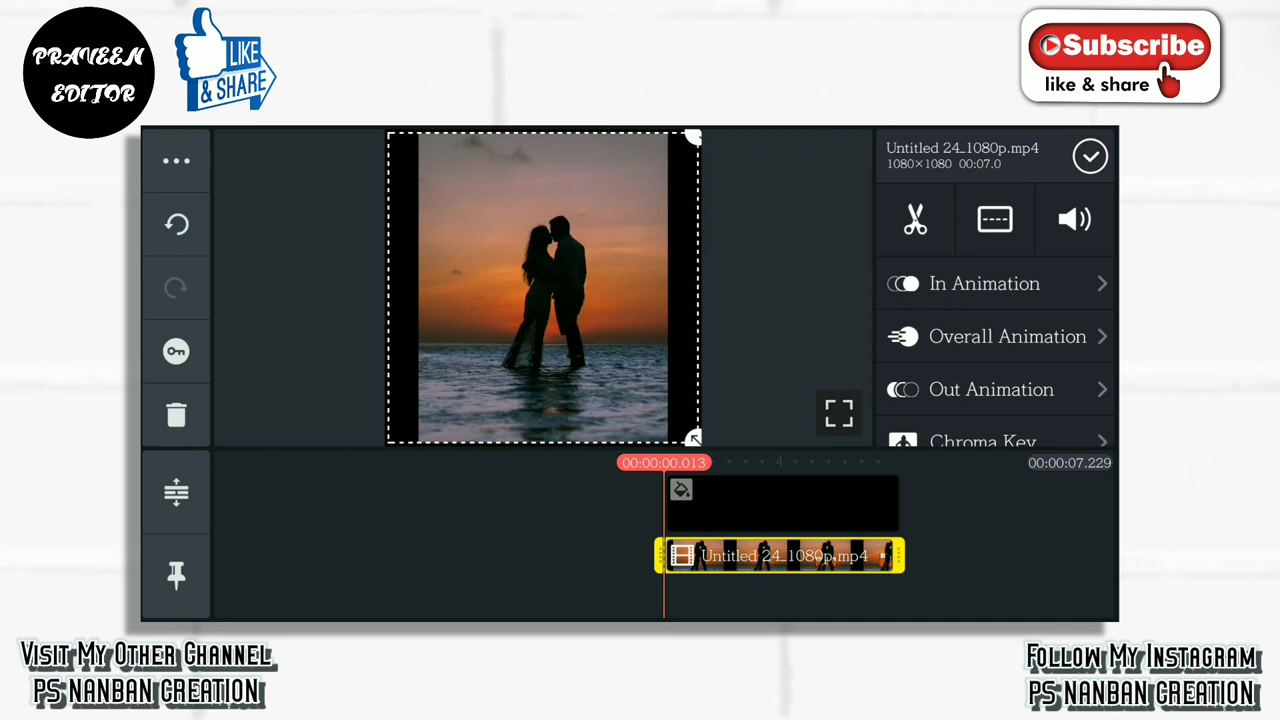 PRAVEEN
EDITOR
LIKE
& SHARE
Subscribe
like & share
Untitled 24_1080p.mp4
1080×1080 00:07.0
In Animation
Overall Animation
Out Animation
Chroma Key
00:00:00.013
4
00:00:07.229
Untitled 24_1080p.mp4
Visit My Other Channel
PS NANBAN CREATION
Follow My Instagram
PS NANBAN CREATION